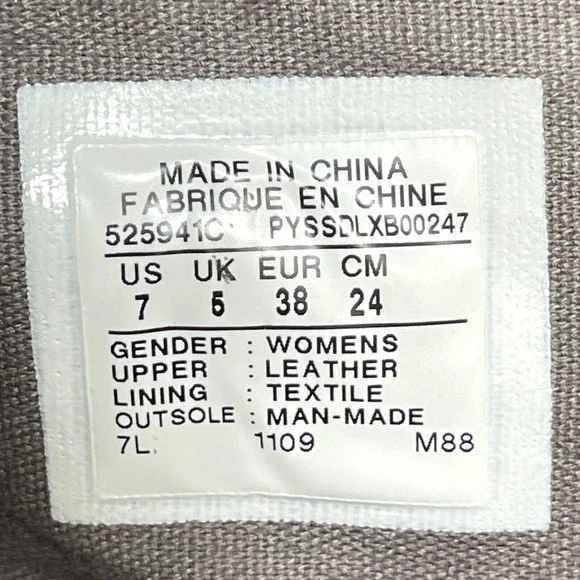 MADE IN CHINA
FABRIQUE EN CHINE
525941C PYSSDLXB00247
US UK EUR CM
7 5 38 24
GENDER : WOMENS
UPPER : LEATHER
LINING : TEXTILE
OUTSOLE : MAN-MADE
7L 1109 M88